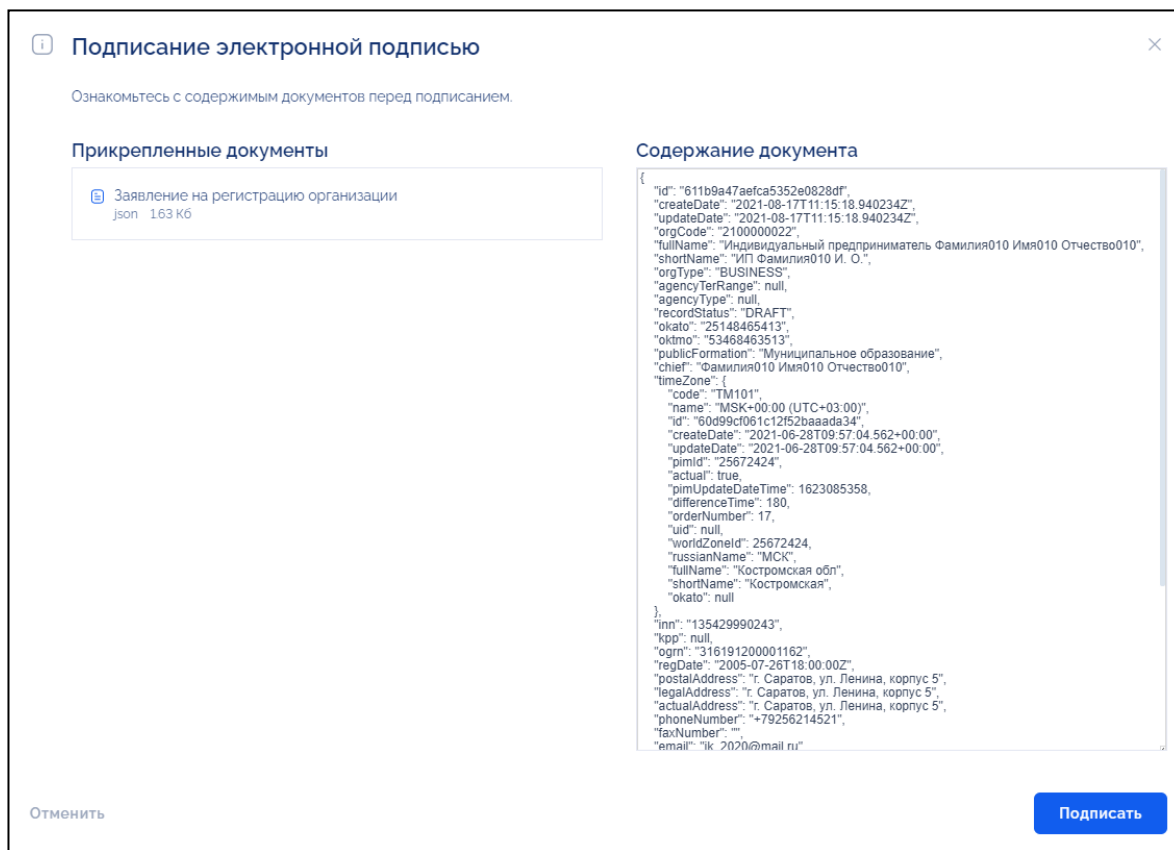 Подписание электронной подписью
Ознакомьтесь с содержимым документов перед подписанием.
Прикрепленные документы
Заявление на регистрацию организации
json 1.63 Кб
Содержание документа
{
"id": "611b9a47aefca5352e0828df",
"createDate": "2021-08-17T11:15:18.940234Z",
"updateDate": "2021-08-17T11:15:18.940234Z",
"orgCode": "2100000022",
"fullName": "Индивидуальный предприниматель Фамилия010 Имя010 Отчество010",
"shortName": "ИП Фамилия010 И. О.",
"orgType": "BUSINESS",
"agencyTerRange": null,
"agencyType": null,
"recordStatus": "DRAFT",
"okato": "25148465413",
"oktmo": "53468463513",
"publicFormation": "Муниципальное образование",
"chief": "Фамилия010 Имя010 Отчество010",
"timeZone": {
"code": "TM101",
"name": "MSK+00:00 (UTC+03:00)",
"id": "60d99cf061c12f52baaada34",
"createDate": "2021-06-28T09:57:04.562+00:00",
"updateDate": "2021-06-28T09:57:04.562+00:00",
"pimId": "25672424",
"actual": true,
"pimUpdateDateTime": 1623085358,
"differenceTime": 180,
"orderNumber": 17,
"uid": null,
"worldZoneId": 25672424,
"russianName": "МСК",
"fullName": "Костромская обл",
"shortName": "Костромская",
"okato": null
},
"inn": "135429990243",
"kpp": null,
"ogrn": "316191200001162",
"regDate": "2005-07-26T18:00:00Z",
"postalAddress": "г. Саратов, ул. Ленина, корпус 5",
"legalAddress": "г. Саратов, ул. Ленина, корпус 5",
"actualAddress": "г. Саратов, ул. Ленина, корпус 5",
"phoneNumber": "+79256214521",
"faxNumber": "",
"email": "ik_2020@mail.ru"
Отменить
Подписать